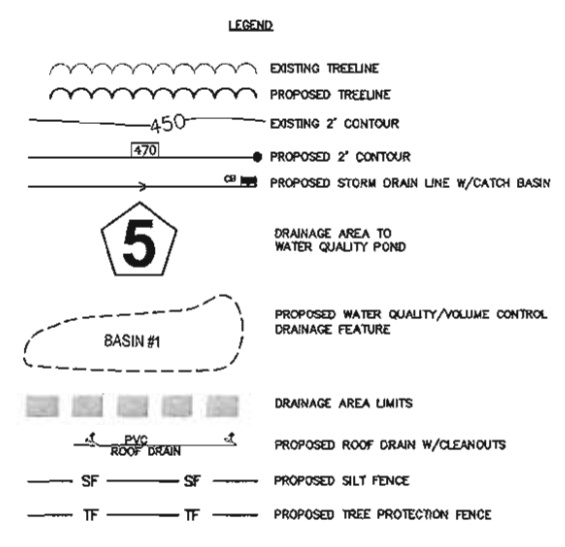 LEGEND
EXISTING TREELINE
PROPOSED TREELINE
450 EXISTING 2' CONTOUR
470 PROPOSED 2' CONTOUR
CB PROPOSED STORM DRAIN LINE W/CATCH BASIN
5
DRAINAGE AREA TO
WATER QUALITY POND
BASIN #1
PROPOSED WATER QUALITY/VOLUME CONTROL
DRAINAGE FEATURE
DRAINAGE AREA LIMITS
PVC
ROOF DRAIN
PROPOSED ROOF DRAIN W/CLEANOUTS
SF SF PROPOSED SILT FENCE
TF TF PROPOSED TREE PROTECTION FENCE